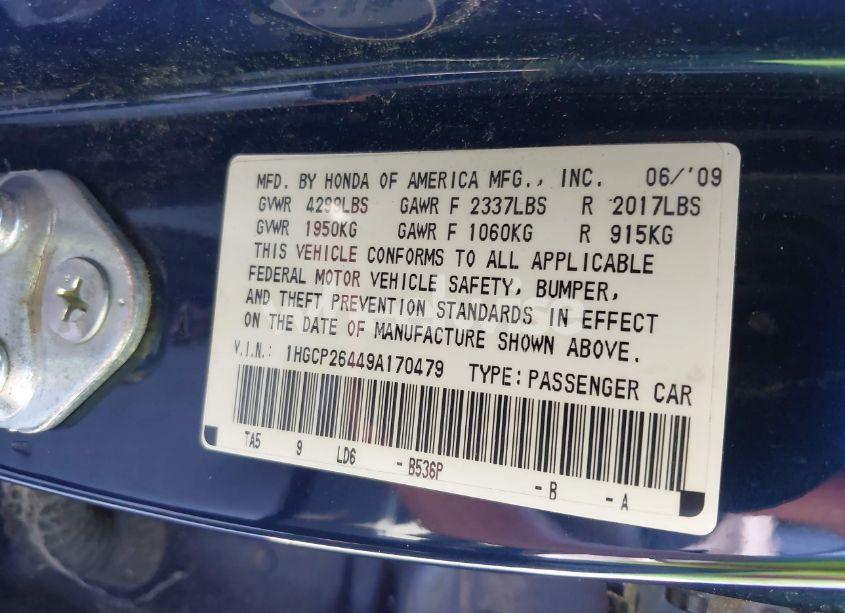 MFD. BY HONDA OF AMERICA MFG., INC. 06/'09
GVWR 4299LBS GAWR F 2337LBS R 2017LBS
GVWR 1950KG GAWR F 1060KG R 915KG
THIS VEHICLE CONFORMS TO ALL APPLICABLE
FEDERAL MOTOR VEHICLE SAFETY, BUMPER,
AND THEFT PREVENTION STANDARDS IN EFFECT
ON THE DATE OF MANUFACTURE SHOWN ABOVE.
V.I.N.: 1HGCP26449A170479 TYPE:PASSENGER CAR
TA5 9 LD6 - B536P - B - A